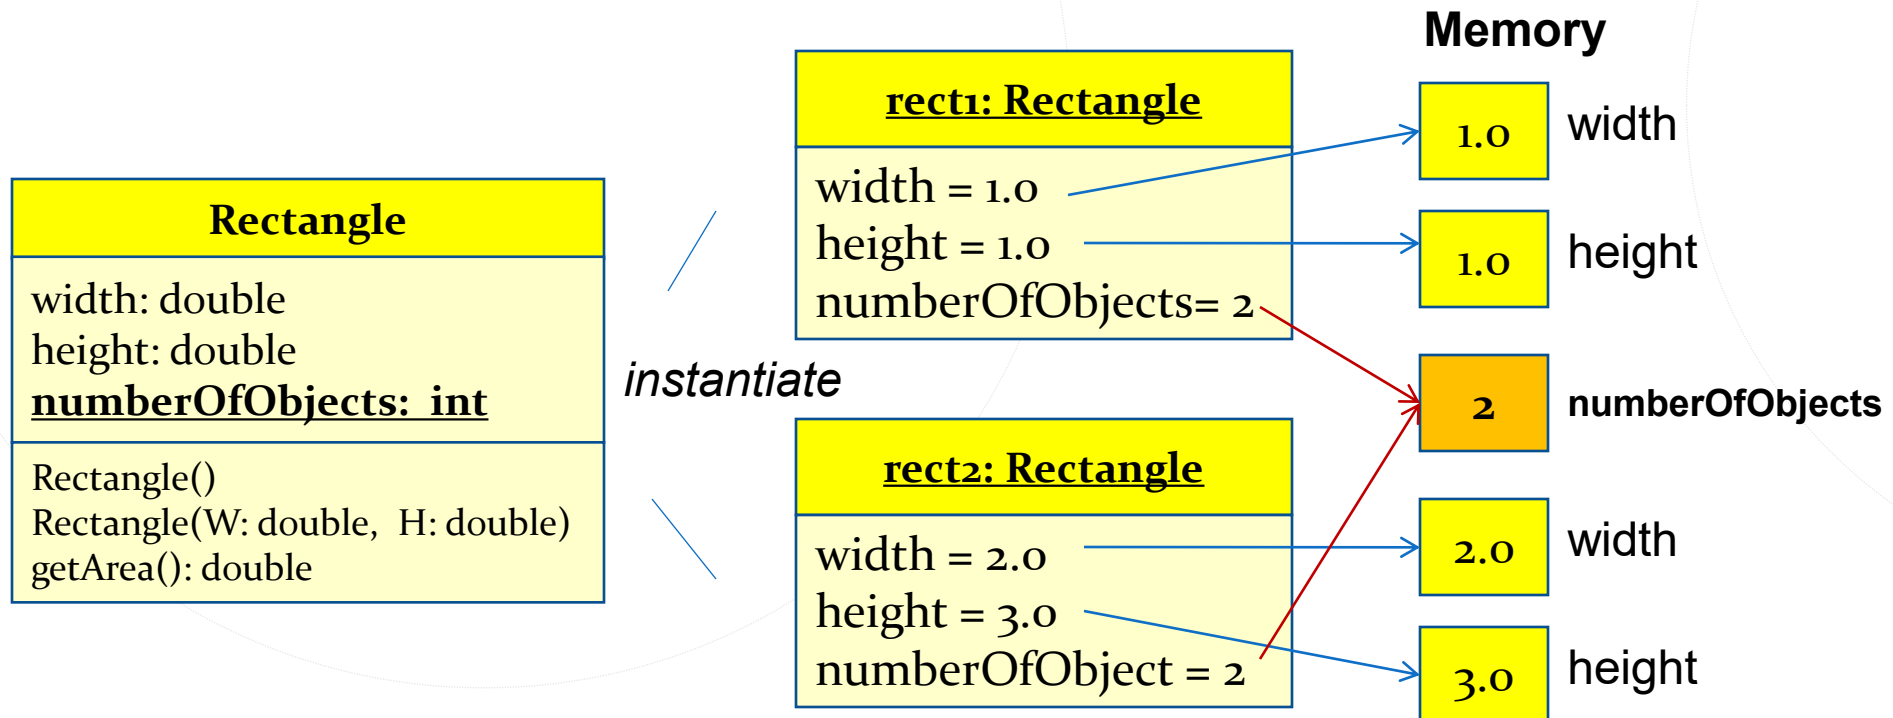 Rectangle
width: double
height: double
numberOfObjects: int
Rectangle()
Rectangle(W: double, H: double)
getArea(): double
instantiate
rect1: Rectangle
width = 1.0
height = 1.0
numberOfObjects= 2
rect2: Rectangle
width = 2.0
height = 3.0
numberOfObject = 2
Memory
1.0 width
1.0 height
2 numberOfObjects
2.0 width
3.0 height